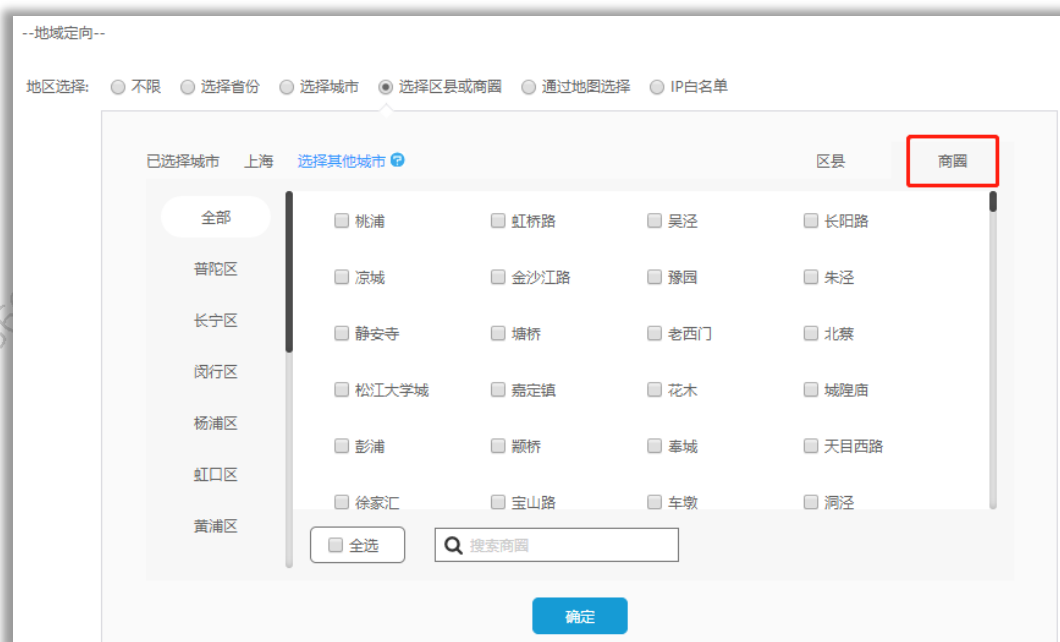 --地域定向--
地区选择: 不限 选择省份 选择城市 选择区县或商圈 通过地图选择 IP白名单
已选择城市 上海 选择其他城市 ? 区县 商圈
全部 桃浦 虹桥路 吴泾 长阳路
普陀区 凉城 金沙江路 豫园 朱泾
长宁区 静安寺 塘桥 老西门 北蔡
闵行区 松江大学城 嘉定镇 花木 城隍庙
杨浦区 彭浦 颛桥 奉城 天目西路
虹口区 徐家汇 宝山路 车墩 洞泾
黄浦区 全选 搜索商圈
确定